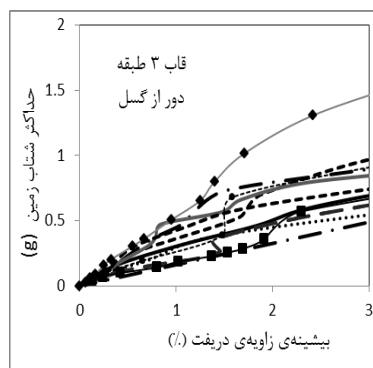 قاب ۳ طبقه
دور از گسل
حداکثر شتاب زمین (g)
2
1.5
1
0.5
0
0 1 2 3
بیشینه‌ی زاویه‌ی دریفت (٪)